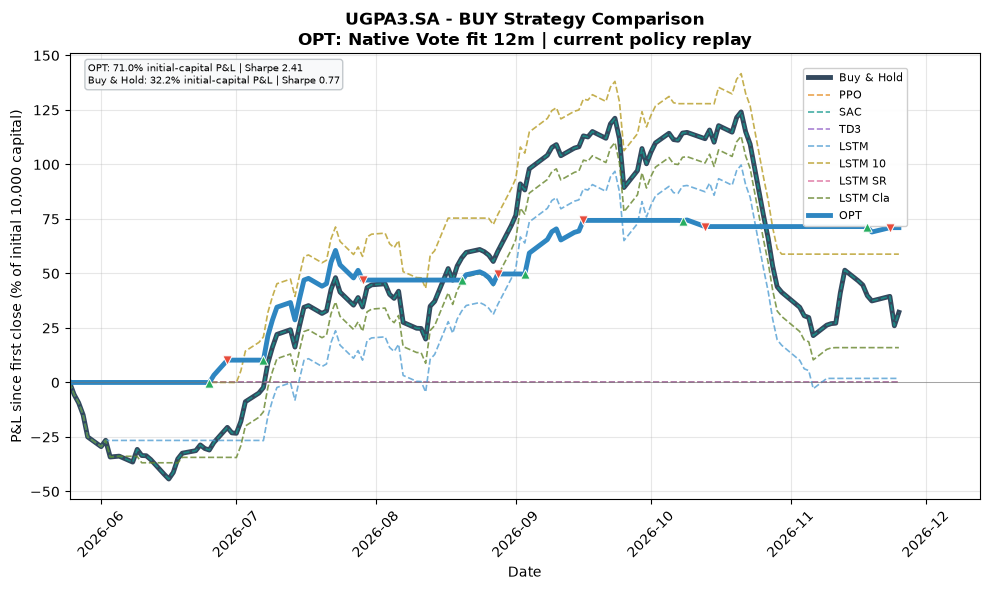 UGPA3.SA - BUY Strategy Comparison
OPT: Native Vote fit 12m | current policy replay
OPT: 71.0% initial-capital P&L | Sharpe 2.41
Buy & Hold: 32.2% initial-capital P&L | Sharpe 0.77
Buy & Hold
PPO
SAC
TD3
LSTM
LSTM 10
LSTM SR
LSTM Cla
OPT
P&L since first close (% of initial 10,000 capital)
150
125
100
75
50
25
0
−25
−50
2026-06
2026-07
2026-08
2026-09
2026-10
2026-11
2026-12
Date